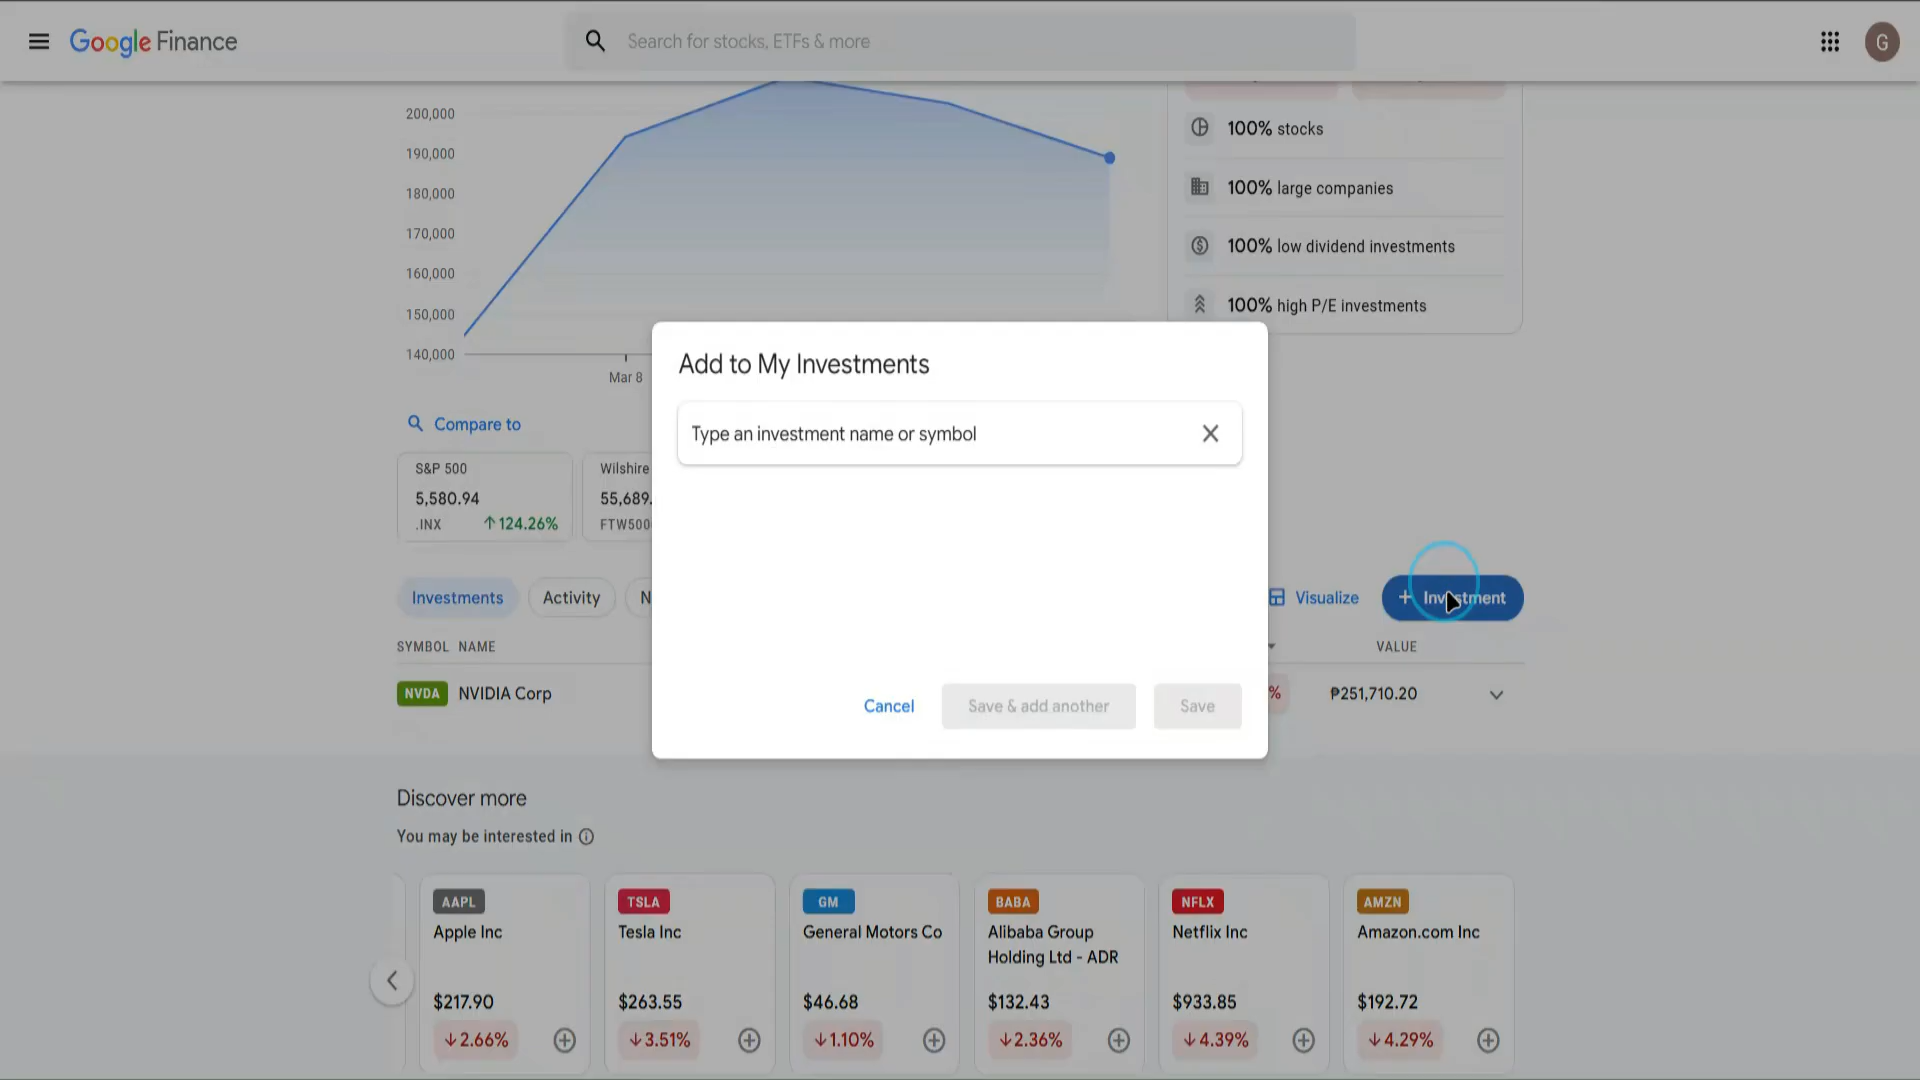 Google Finance
Search for stocks, ETFs & more
G
200,000
190,000
180,000
170,000
160,000
150,000
140,000
Mar 8
100% stocks
100% large companies
100% low dividend investments
100% high P/E investments
Compare to
S&P 500
5,580.94
.INX ↑124.26%
Wilshire
55,689.
FTW500
Add to My Investments
Type an investment name or symbol
Cancel
Save & add another
Save
Investments
Activity
N
Visualize
+ Investment
SYMBOL NAME
VALUE
NVDA NVIDIA Corp
%
₱251,710.20
Discover more
You may be interested in
AAPL
Apple Inc
$217.90
↓2.66%
TSLA
Tesla Inc
$263.55
↓3.51%
GM
General Motors Co
$46.68
↓1.10%
BABA
Alibaba Group
Holding Ltd - ADR
$132.43
↓2.36%
NFLX
Netflix Inc
$933.85
↓4.39%
AMZN
Amazon.com Inc
$192.72
↓4.29%